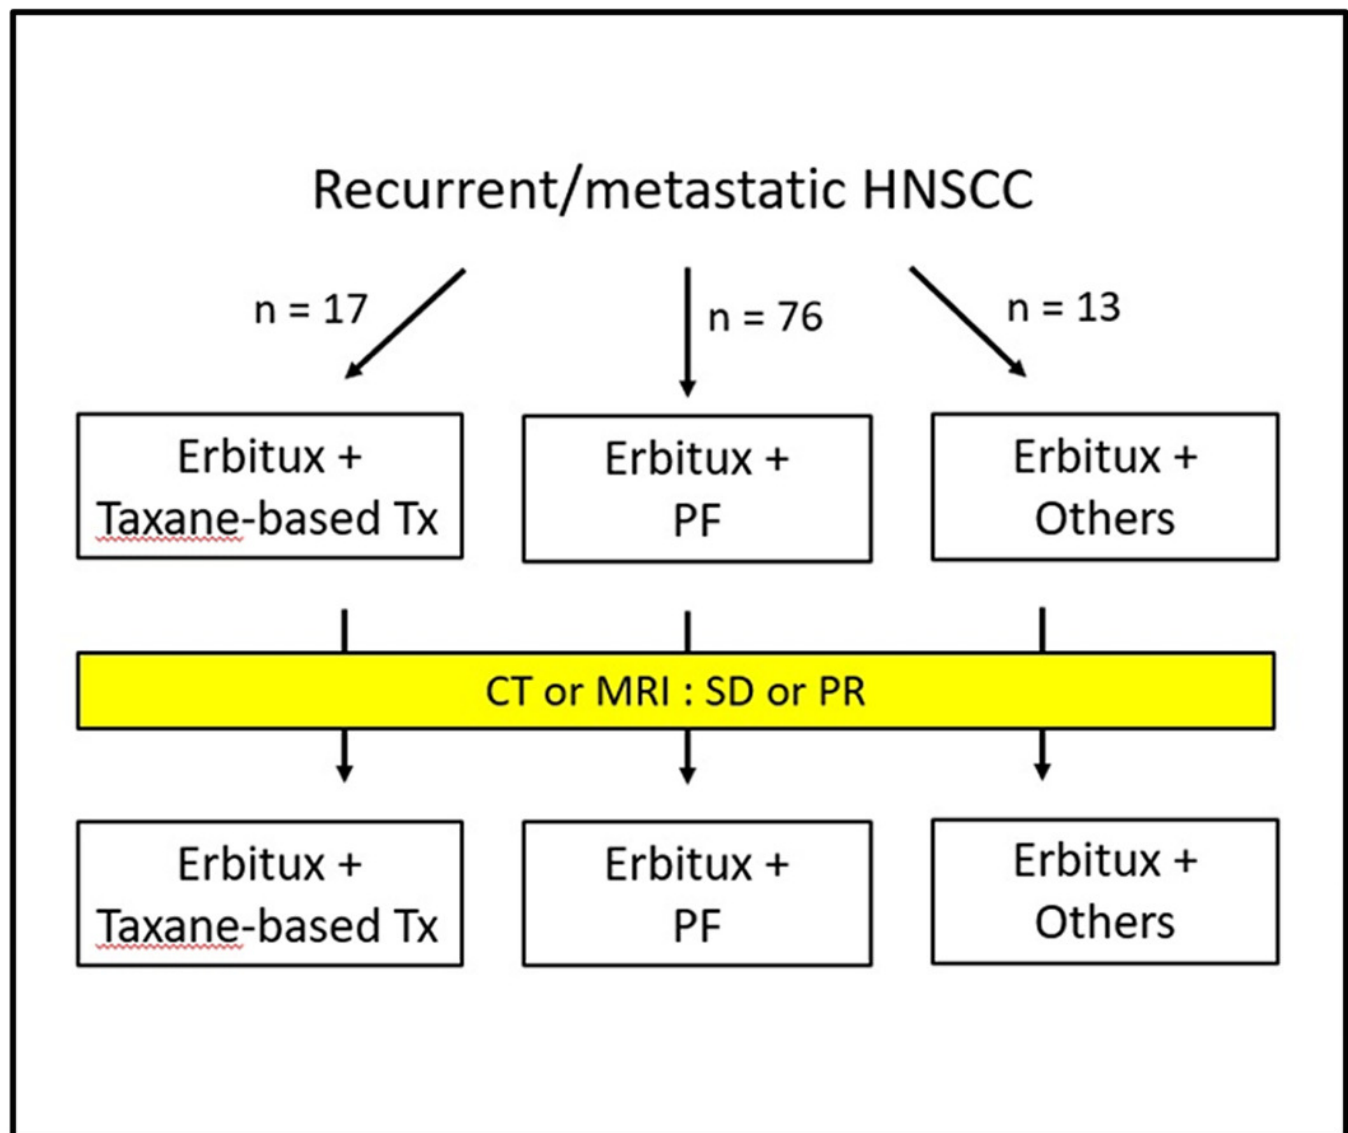 Recurrent/metastatic HNSCC
n = 17
n = 76
n = 13
Erbitux +
Taxane-based Tx
Erbitux +
PF
Erbitux +
Others
CT or MRI : SD or PR
Erbitux +
Taxane-based Tx
Erbitux +
PF
Erbitux +
Others